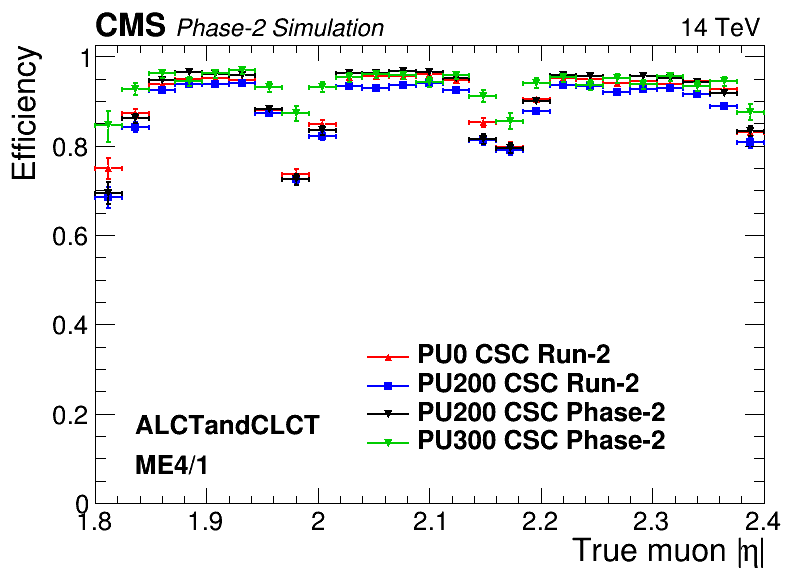 CMS Phase-2 Simulation 14 TeV
Efficiency
1
0.8
0.6
0.4
0.2
0
PU0 CSC Run-2
PU200 CSC Run-2
PU200 CSC Phase-2
PU300 CSC Phase-2
ALCTandCLCT
ME4/1
1.8 1.9 2 2.1 2.2 2.3 2.4
True muon |η|